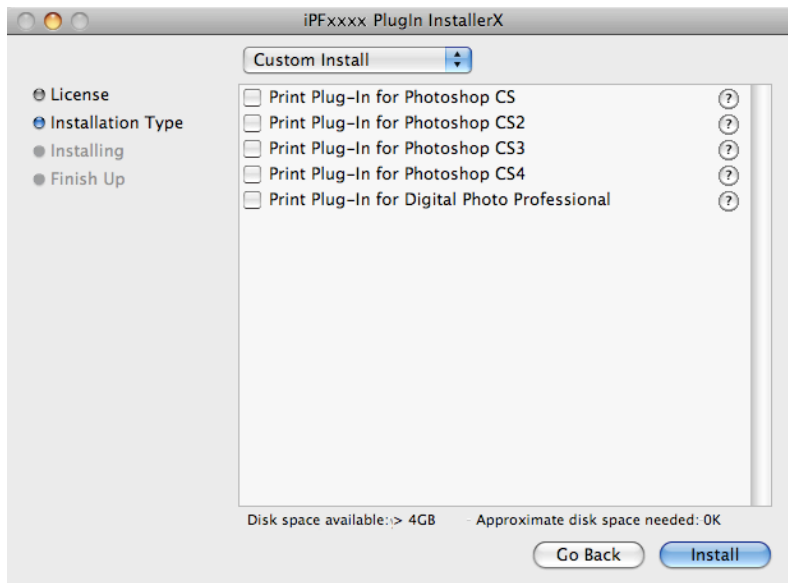 iPFxxxx PlugIn InstallerX
Custom Install
License
Installation Type
Installing
Finish Up
Print Plug-In for Photoshop CS ?
Print Plug-In for Photoshop CS2 ?
Print Plug-In for Photoshop CS3 ?
Print Plug-In for Photoshop CS4 ?
Print Plug-In for Digital Photo Professional ?
Disk space available: > 4GB Approximate disk space needed: 0K
Go Back Install